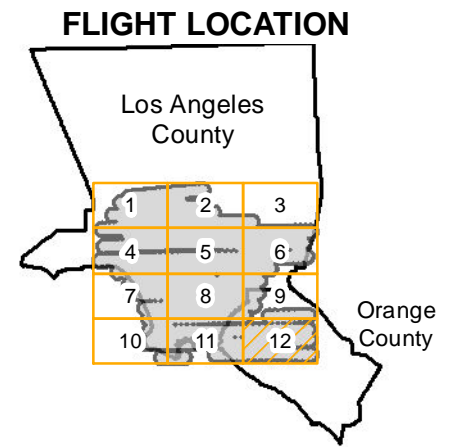 FLIGHT LOCATION
Los Angeles
County
1 2 3
4 5 6
7 8 9
Orange
County
10 11 12